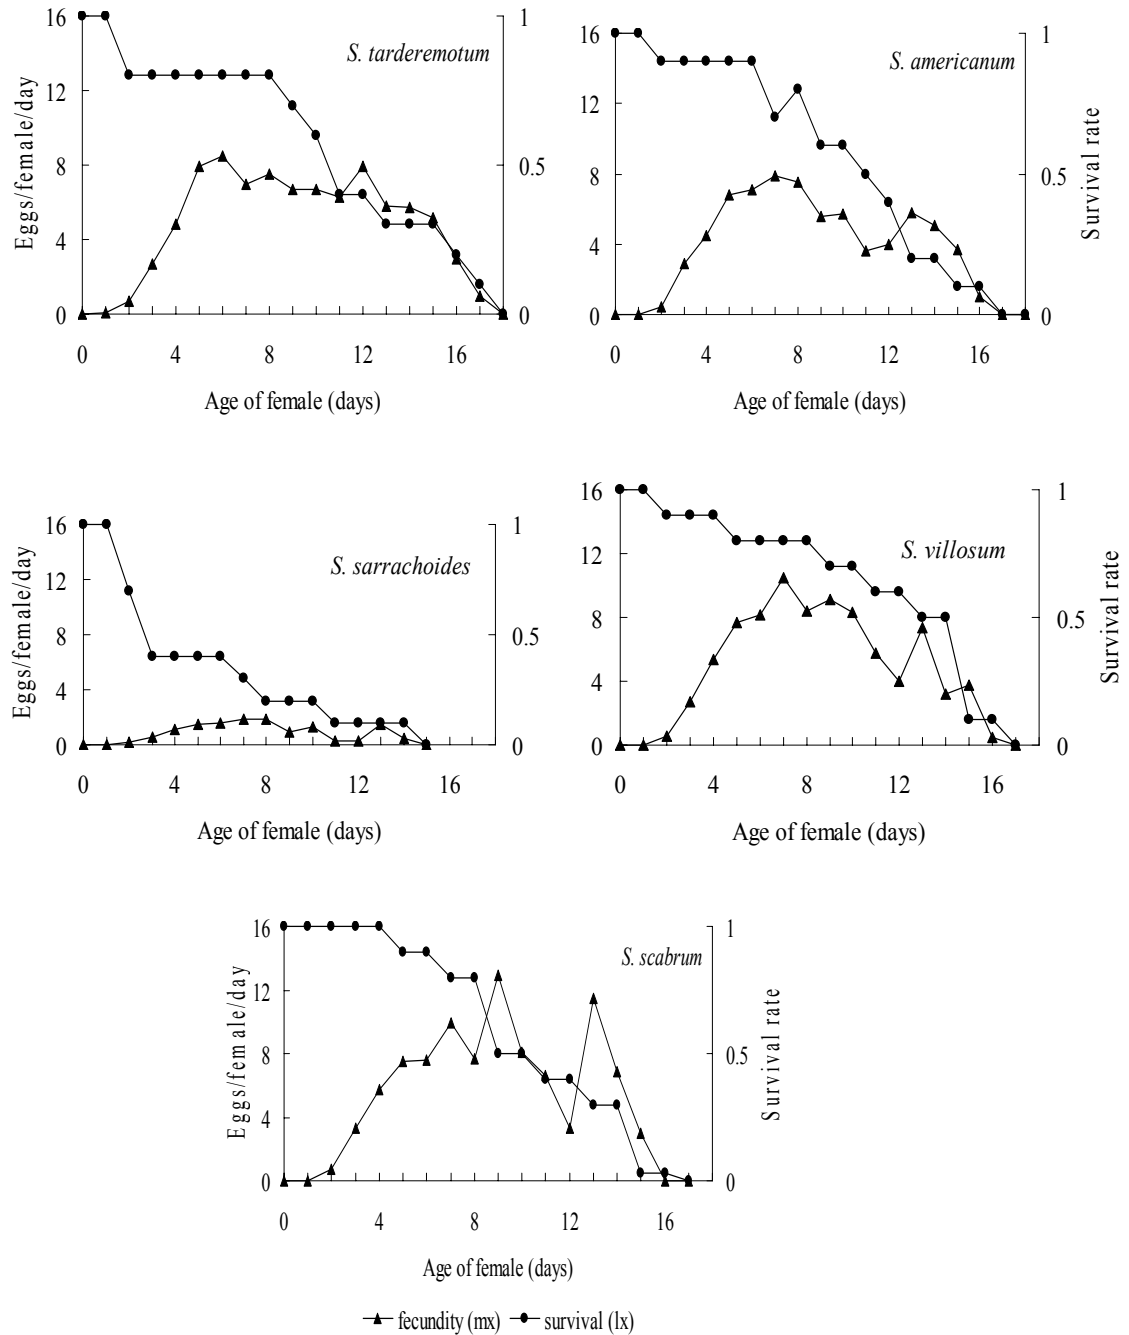 16
12
8
4
0
Eggs/female/day
S. tarderemotum
1
0.5
0
0 4 8 12 16
Age of female (days)
16
12
8
4
0
S. americanum
1
0.5
0
Survival rate
0 4 8 12 16
Age of female (days)
16
12
8
4
0
Eggs/female/day
S. sarrachoides
1
0.5
0
0 4 8 12 16
Age of female (days)
16
12
8
4
0
S. villosum
1
0.5
0
Survival rate
0 4 8 12 16
Age of female (days)
16
12
8
4
0
Eggs/female/day
S. scabrum
1
0.5
0
Survival rate
0 4 8 12 16
Age of female (days)
fecundity (mx) survival (lx)